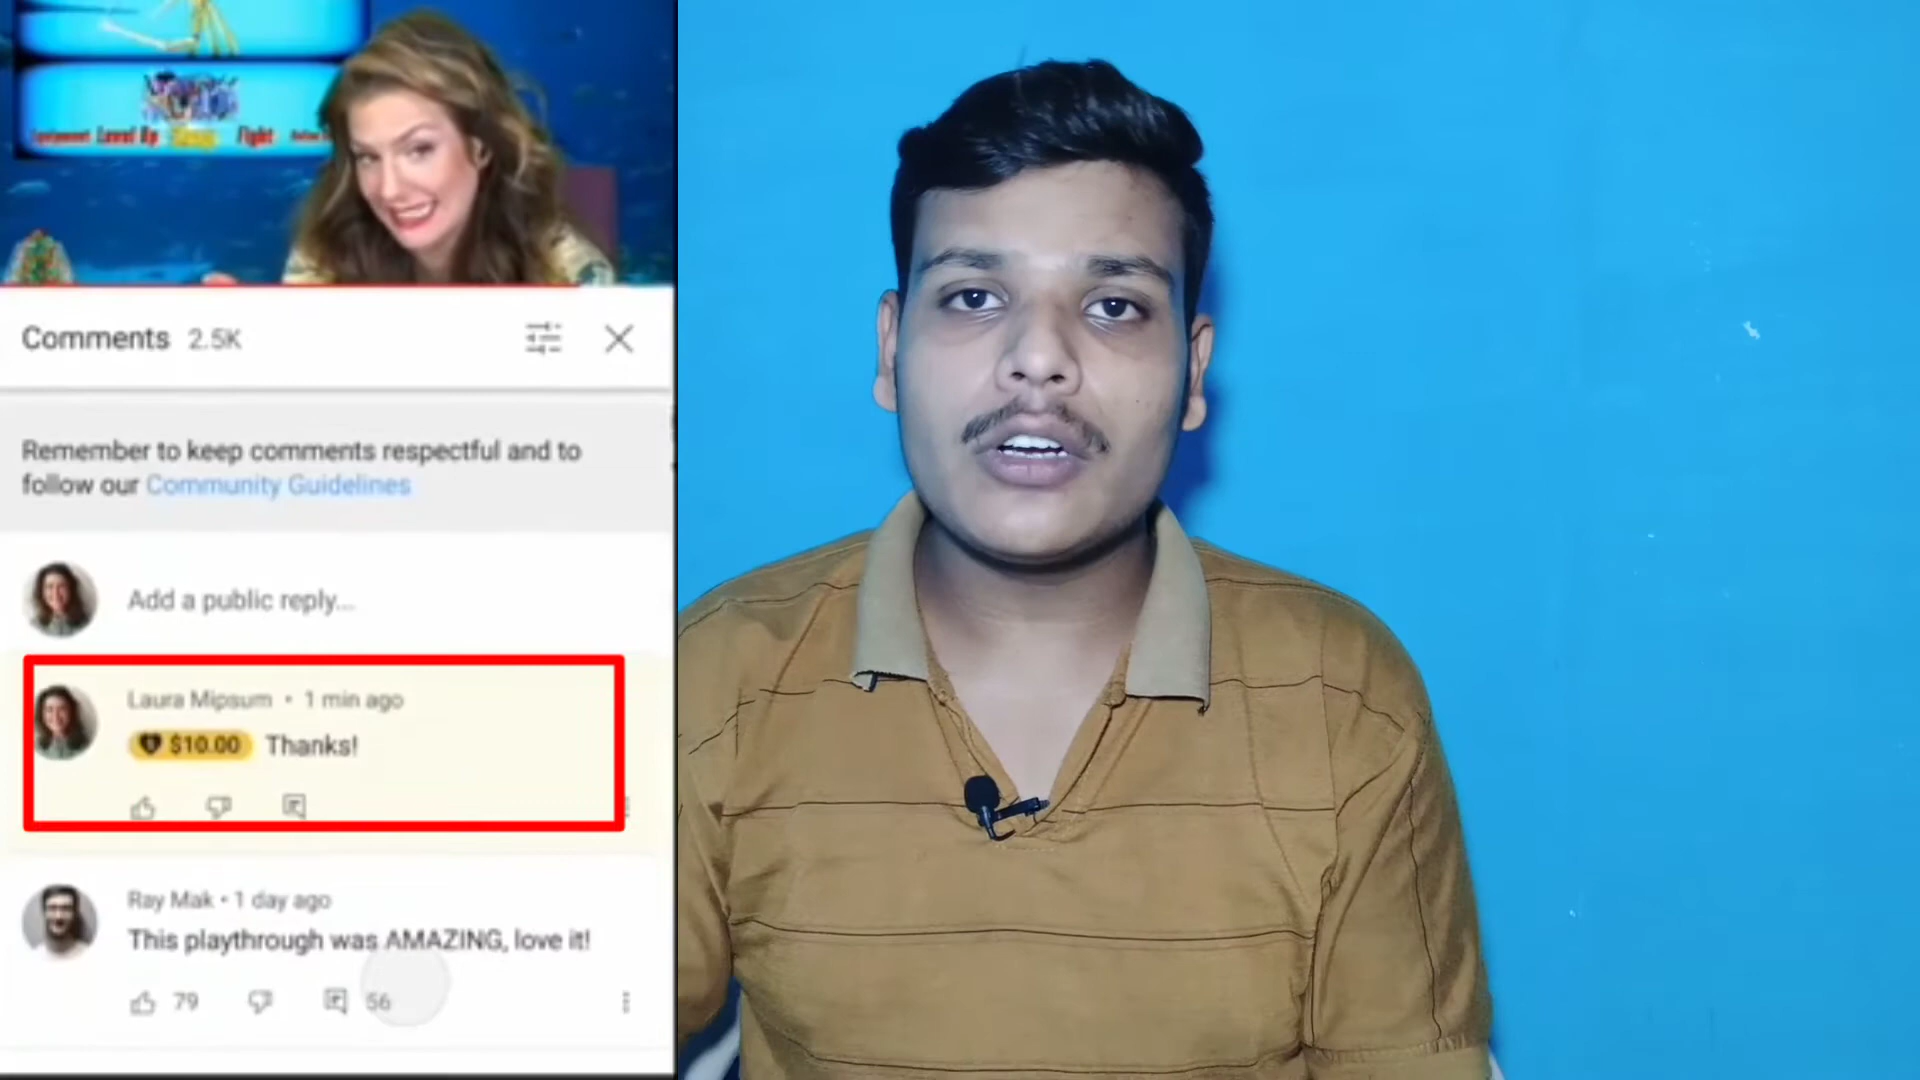 Level Up
Fight
Comments 2.5K
Remember to keep comments respectful and to
follow our Community Guidelines
Add a public reply...
Laura Mipsum • 1 min ago
$10.00 Thanks!
Ray Mak • 1 day ago
This playthrough was AMAZING, love it!
79
56